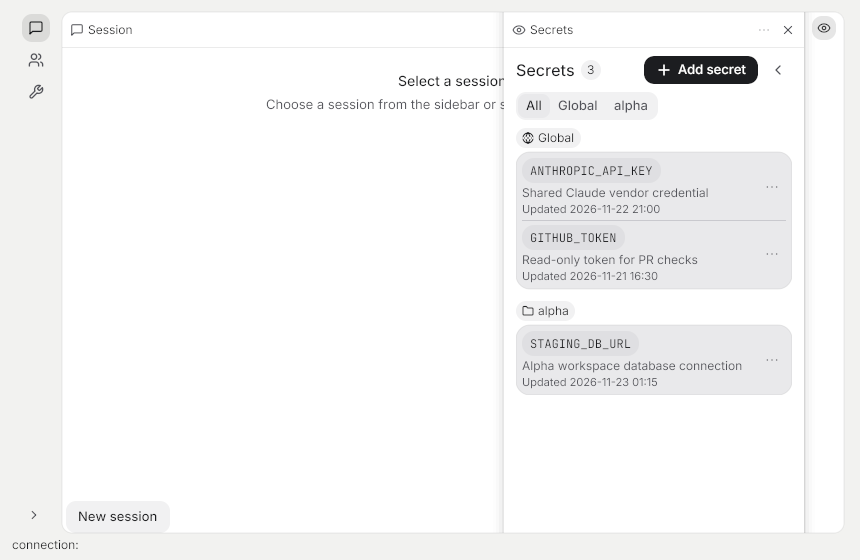 Session
Select a session
Choose a session from the sidebar or s
New session
connection:
Secrets
Secrets 3
Add secret
All Global alpha
Global
ANTHROPIC_API_KEY
Shared Claude vendor credential
Updated 2026-11-22 21:00
GITHUB_TOKEN
Read-only token for PR checks
Updated 2026-11-21 16:30
alpha
STAGING_DB_URL
Alpha workspace database connection
Updated 2026-11-23 01:15